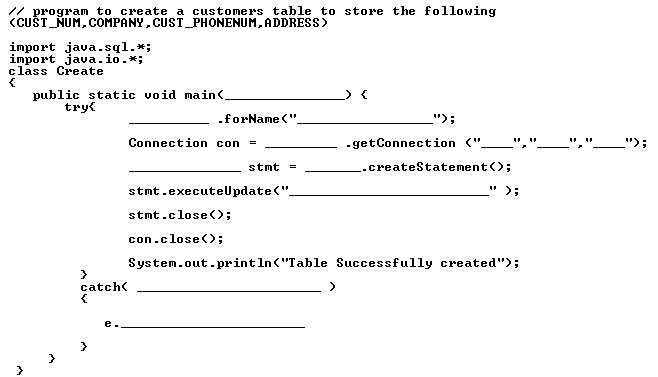 // program to create a customers table to store the following
(CUST_NUM,COMPANY,CUST_PHONENUM,ADDRESS)
import java.sql.*;
import java.io.*;
class Create
{
public static void main(_______________) {
try{
__________ .forName("_________________");
Connection con = _________ .getConnection ("____","____","____");
______________ stmt = _______.createStatement();
stmt.executeUpdate("_________________________" );
stmt.close();
con.close();
System.out.println("Table Successfully created");
}
catch( _______________________ )
{
e._______________________
}
}
}